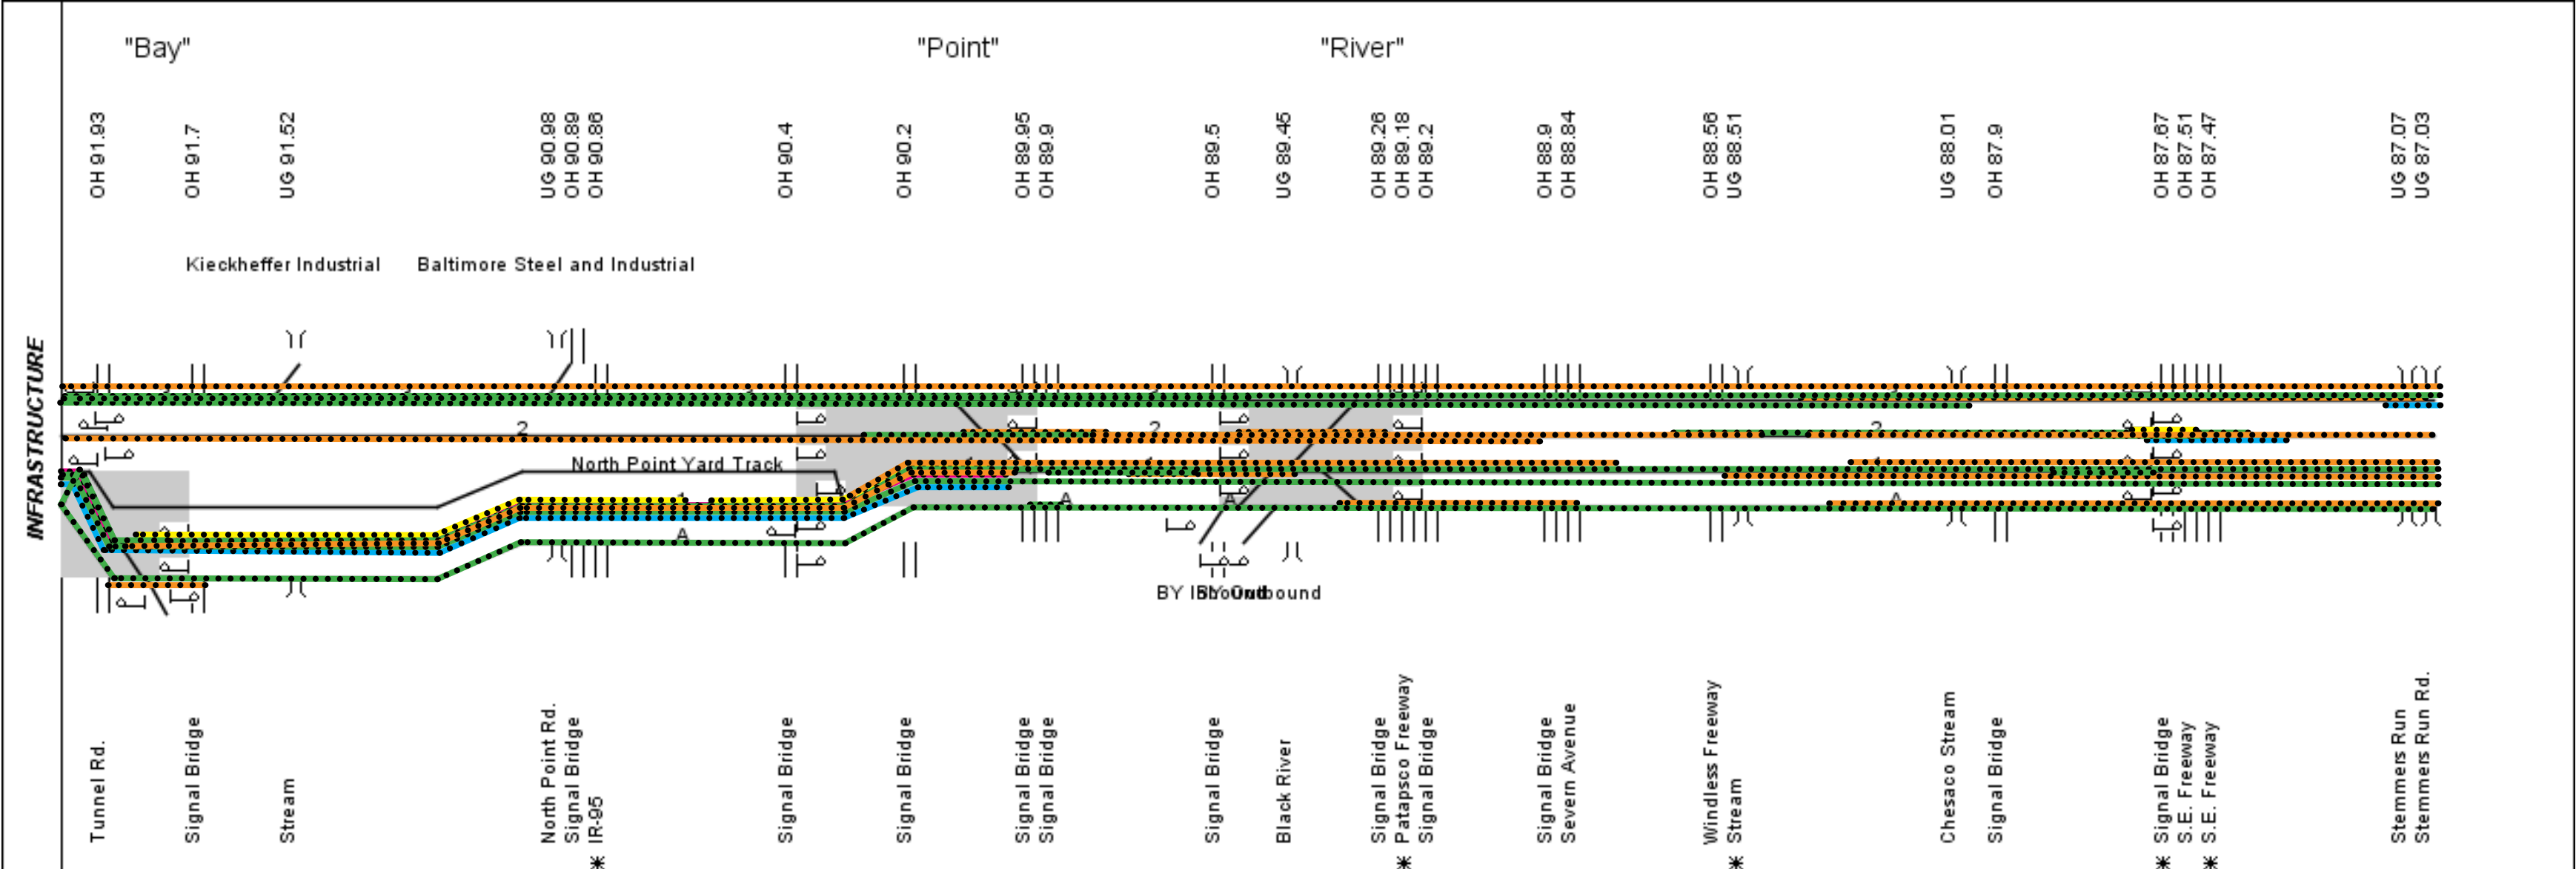 "Bay" "Point" "River"
OH 91.93
OH 91.7
UG 91.52
UG 90.98
OH 90.89
OH 90.86
OH 90.4
OH 90.2
OH 89.95
OH 89.9
OH 89.5
UG 89.45
OH 89.26
OH 89.18
OH 89.2
OH 88.9
OH 88.84
OH 88.56
UG 88.51
UG 88.01
OH 87.9
OH 87.67
OH 87.51
OH 87.47
UG 87.07
UG 87.03
Kieckheffer Industrial Baltimore Steel and Industrial
INFRASTRUCTURE
2 2 2
North Point Yard Track
A A A
A
BY Outbound
Tunnel Rd.
Signal Bridge
Stream
North Point Rd.
Signal Bridge
* IR-95
Signal Bridge
Signal Bridge
Signal Bridge
Signal Bridge
Signal Bridge
Black River
Signal Bridge
* Patapsco Freeway
Signal Bridge
Signal Bridge
Severn Avenue
Windless Freeway
* Stream
Chesaco Stream
Signal Bridge
* Signal Bridge
S.E. Freeway
* S.E. Freeway
Stemmers Run
Stemmers Run Rd.